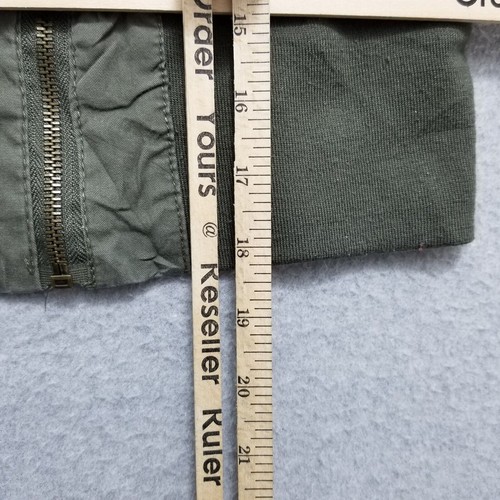 Order Yours @ Reseller Ruler
15 16 17 18 19 20 21